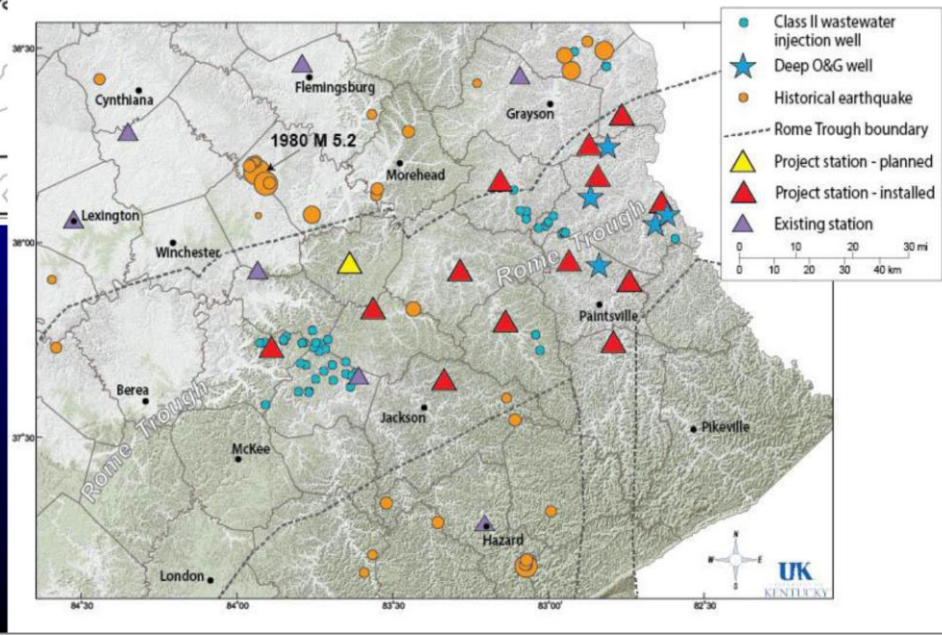 Class II wastewater
injection well
Deep O&G well
Historical earthquake
Rome Trough boundary
Project station - planned
Project station - installed
Existing station
0 10 20 30 mi
0 10 20 30 40 km
38°30'
Cynthiana
Flemingsburg
Grayson
1980 M 5.2
Morehead
Lexington
Winchester
38°00'
Rome Trough
Paintsville
Berea
Rome Trough
Jackson
37°30'
McKee
Pikeville
Hazard
London
N
W E
S
UK
KENTUCKY
84°30' 84°00' 83°30' 83°00' 82°30'